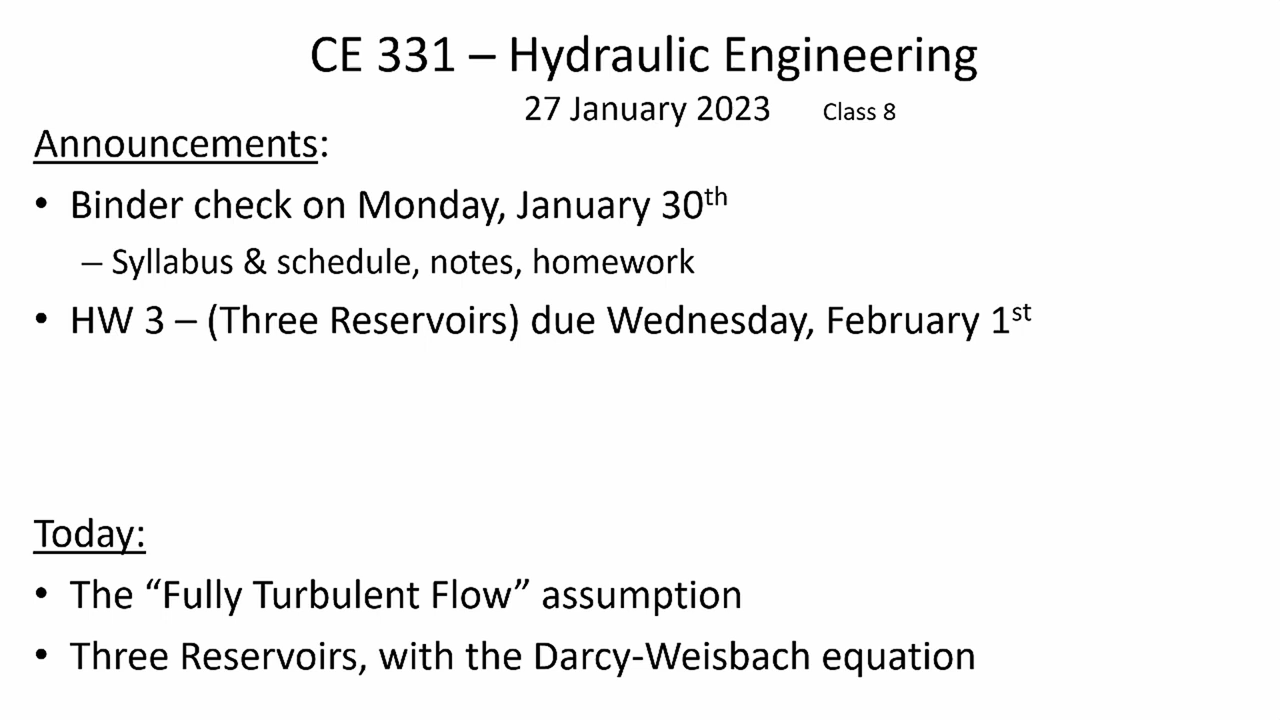 CE 331 – Hydraulic Engineering
27 January 2023 Class 8
Announcements:
• Binder check on Monday, January 30th
– Syllabus & schedule, notes, homework
• HW 3 – (Three Reservoirs) due Wednesday, February 1st
Today:
• The “Fully Turbulent Flow” assumption
• Three Reservoirs, with the Darcy-Weisbach equation